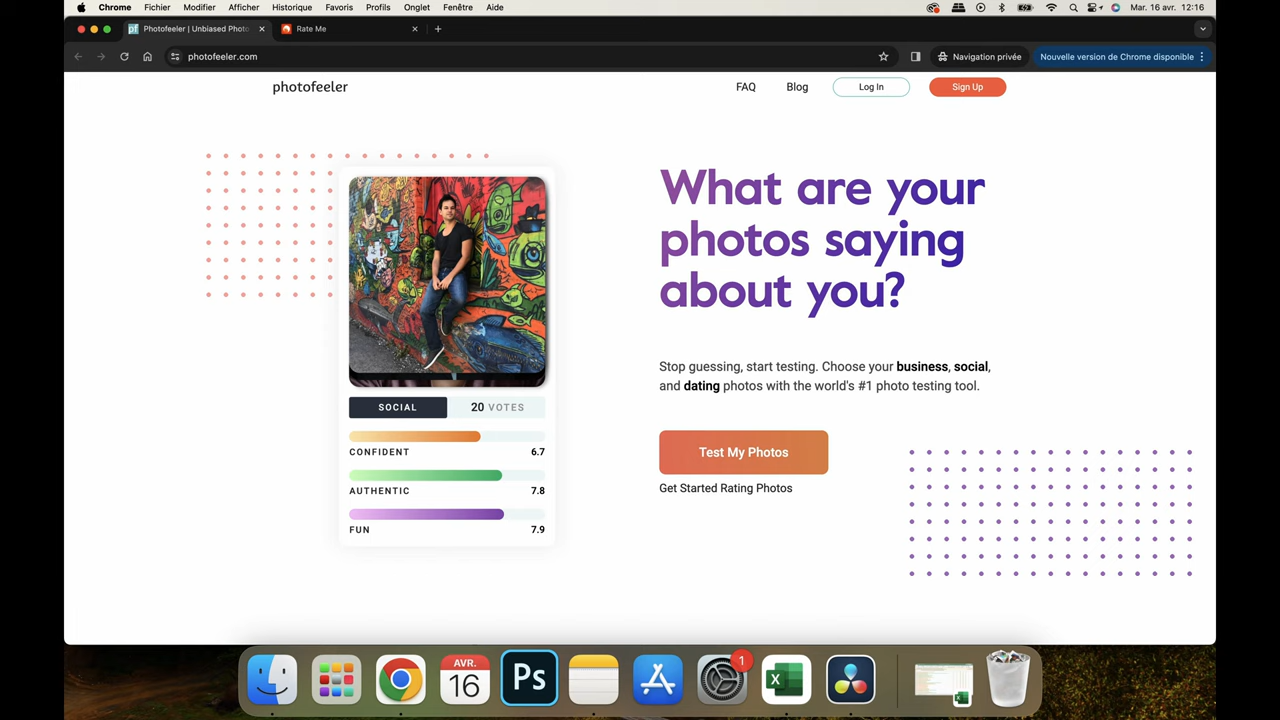 Chrome Fichier Modifier Afficher Historique Favoris Profils Onglet Fenêtre Aide Mar. 16 avr. 12:16
Photofeeler | Unbiased Photo Rate Me
photofeeler.com Navigation privée Nouvelle version de Chrome disponible
photofeeler FAQ Blog Log In Sign Up
What are your
photos saying
about you?
Stop guessing, start testing. Choose your business, social,
and dating photos with the world's #1 photo testing tool.
Test My Photos
Get Started Rating Photos
SOCIAL 20 VOTES
CONFIDENT 6.7
AUTHENTIC 7.8
FUN 7.9
AVR.
16
Ps
1
X